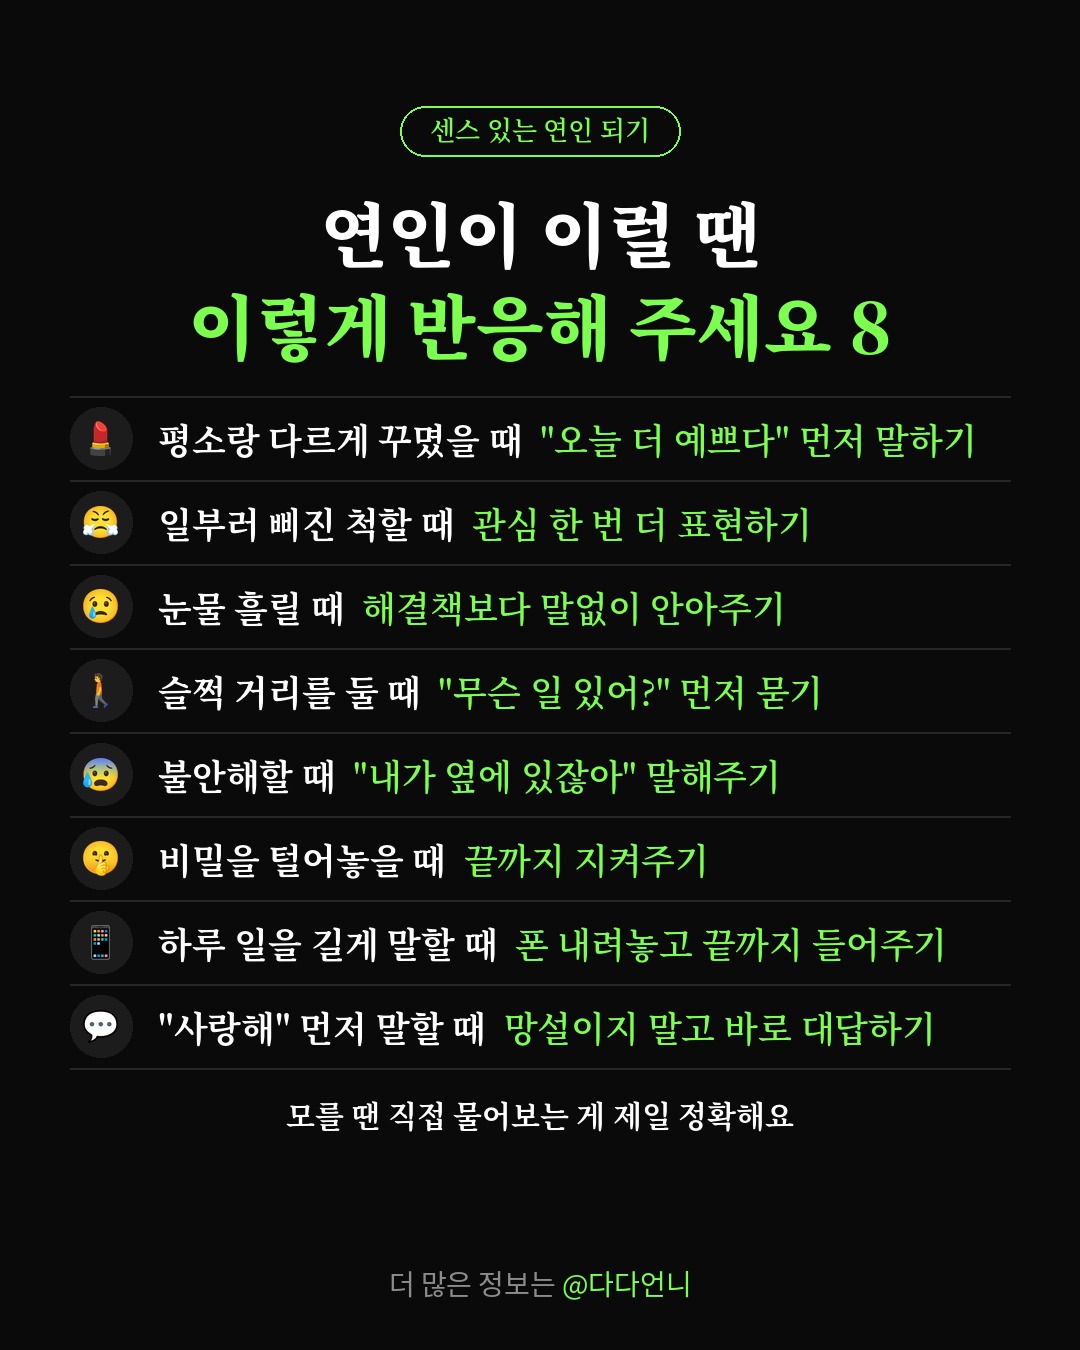 센스 있는 연인 되기
연인이 이럴 땐
이렇게 반응해 주세요 8
평소랑 다르게 꾸몄을 때 "오늘 더 예쁘다" 먼저 말하기
일부러 삐진 척할 때 관심 한 번 더 표현하기
눈물 흘릴 때 해결책보다 말없이 안아주기
슬쩍 거리를 둘 때 "무슨 일 있어?" 먼저 묻기
불안해할 때 "내가 옆에 있잖아" 말해주기
비밀을 털어놓을 때 끝까지 지켜주기
하루 일을 길게 말할 때 폰 내려놓고 끝까지 들어주기
"사랑해" 먼저 말할 때 망설이지 말고 바로 대답하기
모를 땐 직접 물어보는 게 제일 정확해요
더 많은 정보는 @다다언니